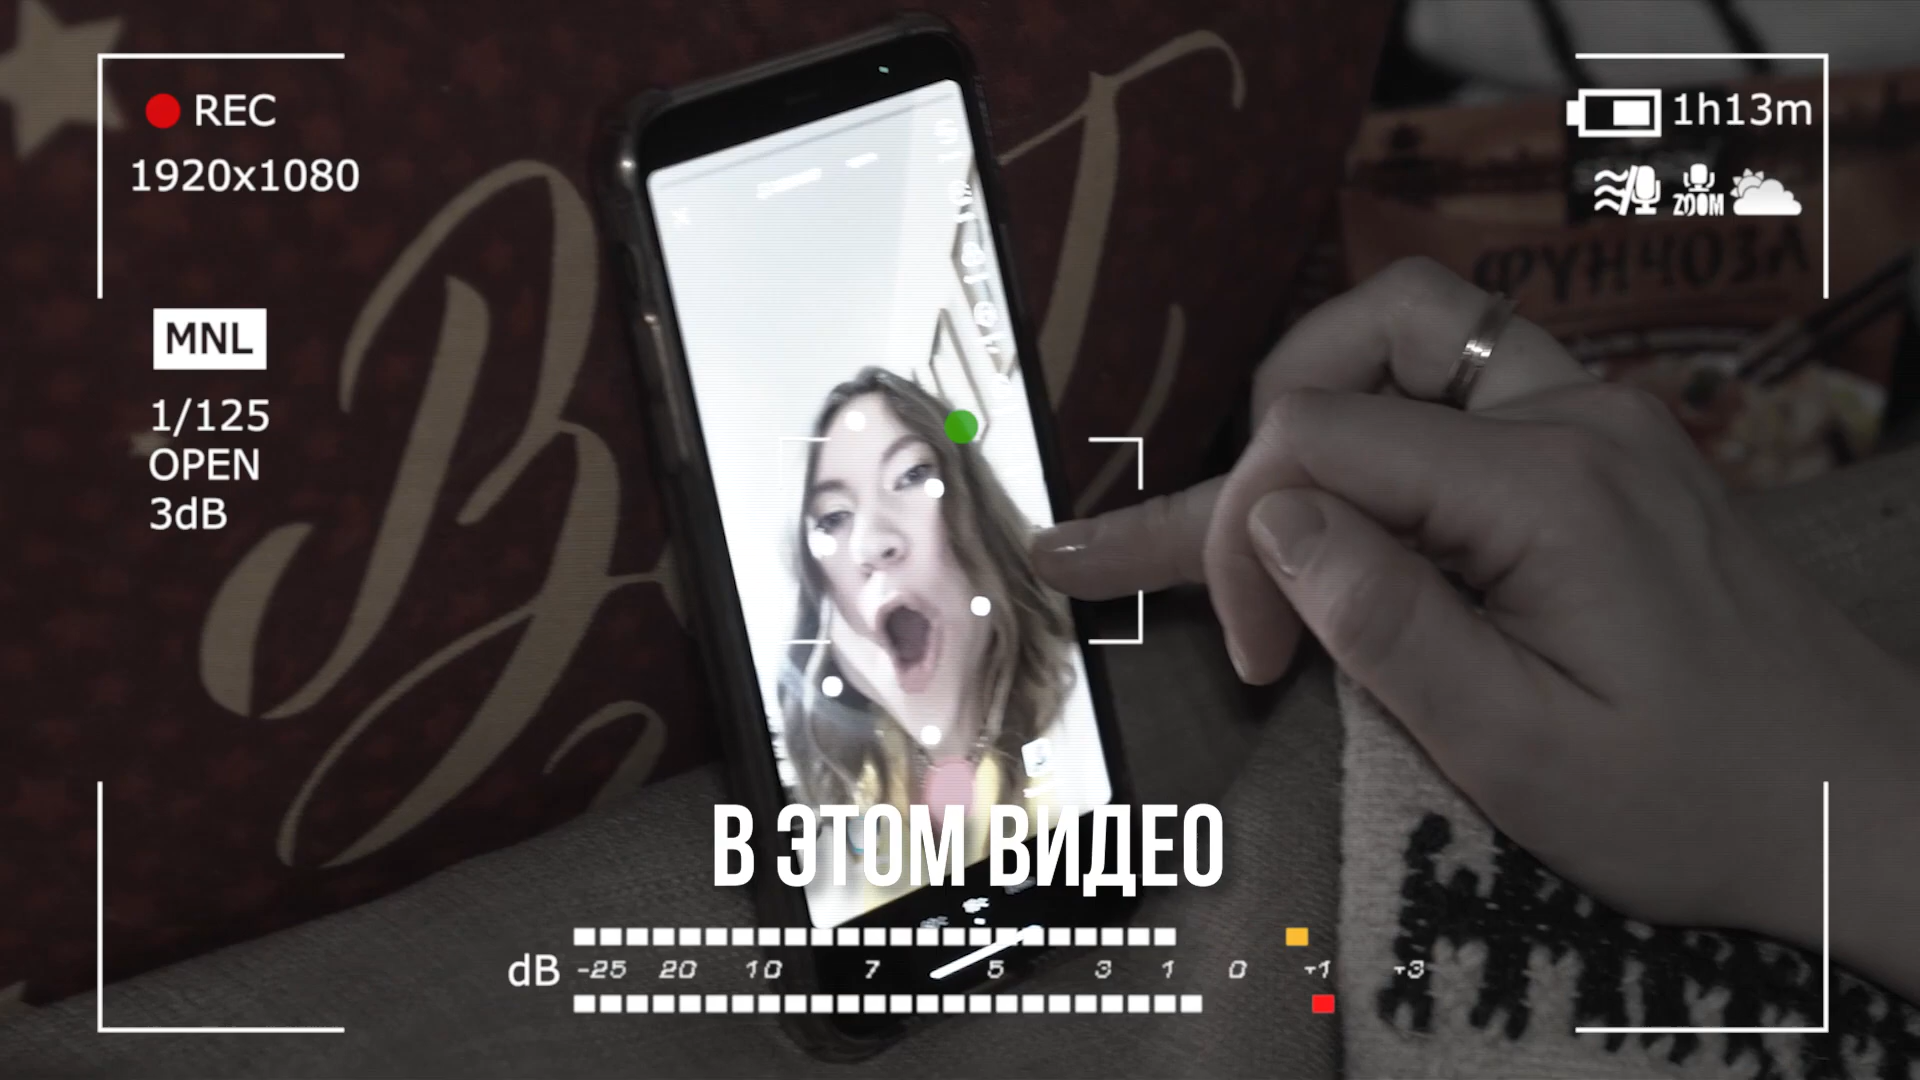 REC
1920x1080
1h13m
ZOOM
ФУНЧОЗА
MNL
1/125
OPEN
3dB
В ЭТОМ ВИДЕО
dB -25 20 10 7 5 3 1 0 +1 +3